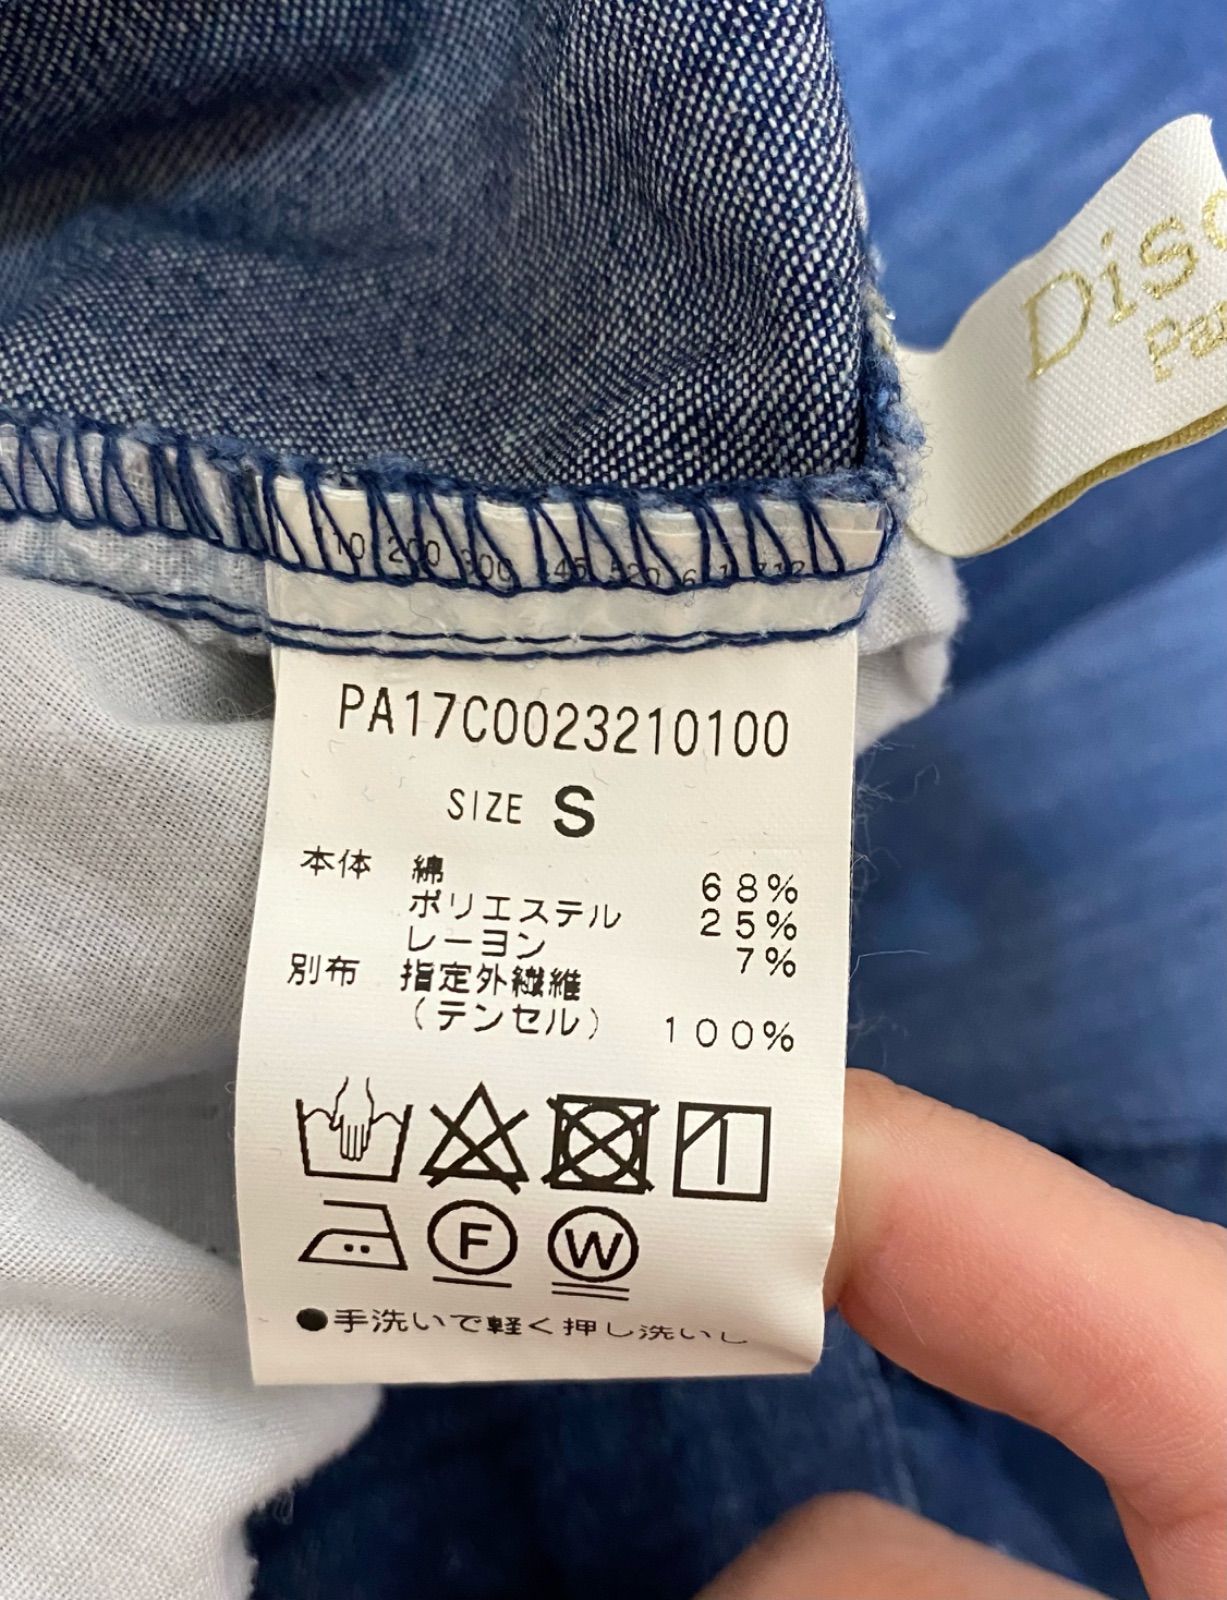 PA17C0023210100
SIZE S
本体 綿 68%
ポリエステル 25%
レーヨン 7%
別布 指定外繊維
(テンセル) 100%
F W
●手洗いで軽く押し洗いし